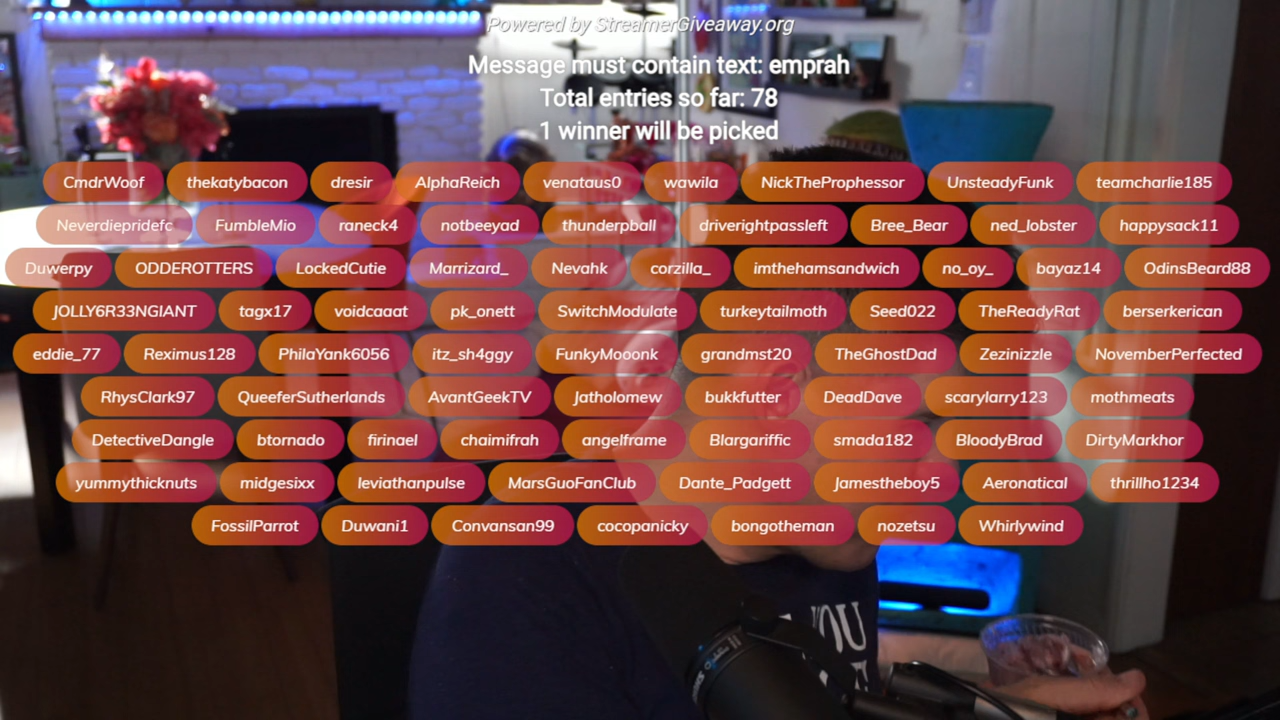 Powered by StreamerGiveaway.org
Message must contain text: emprah
Total entries so far: 78
1 winner will be picked
CmdrWoof thekatybacon dresir AlphaReich venataus0 wawila NickTheProphessor UnsteadyFunk teamcharlie185
Neverdiepridefc FumbleMio raneck4 notbeeyad thunderpball driverightpassleft Bree_Bear ned_lobster happysack11
Duwerpy ODDEROTTERS LockedCutie Marrizard_ Nevahk corzilla_ imthehamsandwich no_oy_ bayaz14 OdinsBeard88
JOLLY6R33NGIANT tagx17 voidcaaat pk_onett SwitchModulate turkeytailmoth Seed022 TheReadyRat berserkerican
eddie_77 Reximus128 PhilaYank6056 itz_sh4ggy FunkyMooonk grandmst20 TheGhostDad Zezinizzle NovemberPerfected
RhysClark97 QueeferSutherlands AvantGeekTV Jatholomew bukkfutter DeadDave scarylarry123 mothmeats
DetectiveDangle btornado firinael chaimifrah angelframe Blargariffic smada182 BloodyBrad DirtyMarkhor
yummythicknuts midgesixx leviathanpulse MarsGuoFanClub Dante_Padgett Jamestheboy5 Aeronatical thrillho1234
FossilParrot Duwani1 Convansan99 cocopanicky bongotheman nozetsu Whirlywind
YOU